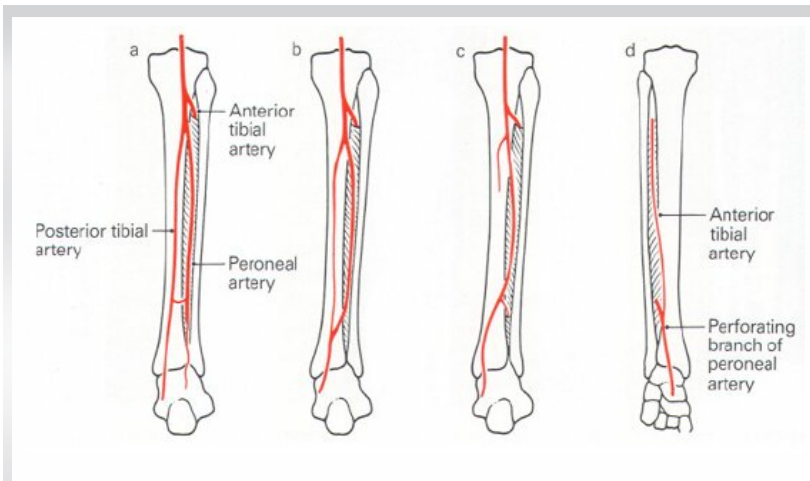 a
b
c
d
Anterior
tibial
artery
Posterior tibial
artery
Peroneal
artery
Anterior
tibial
artery
Perforating
branch of
peroneal
artery